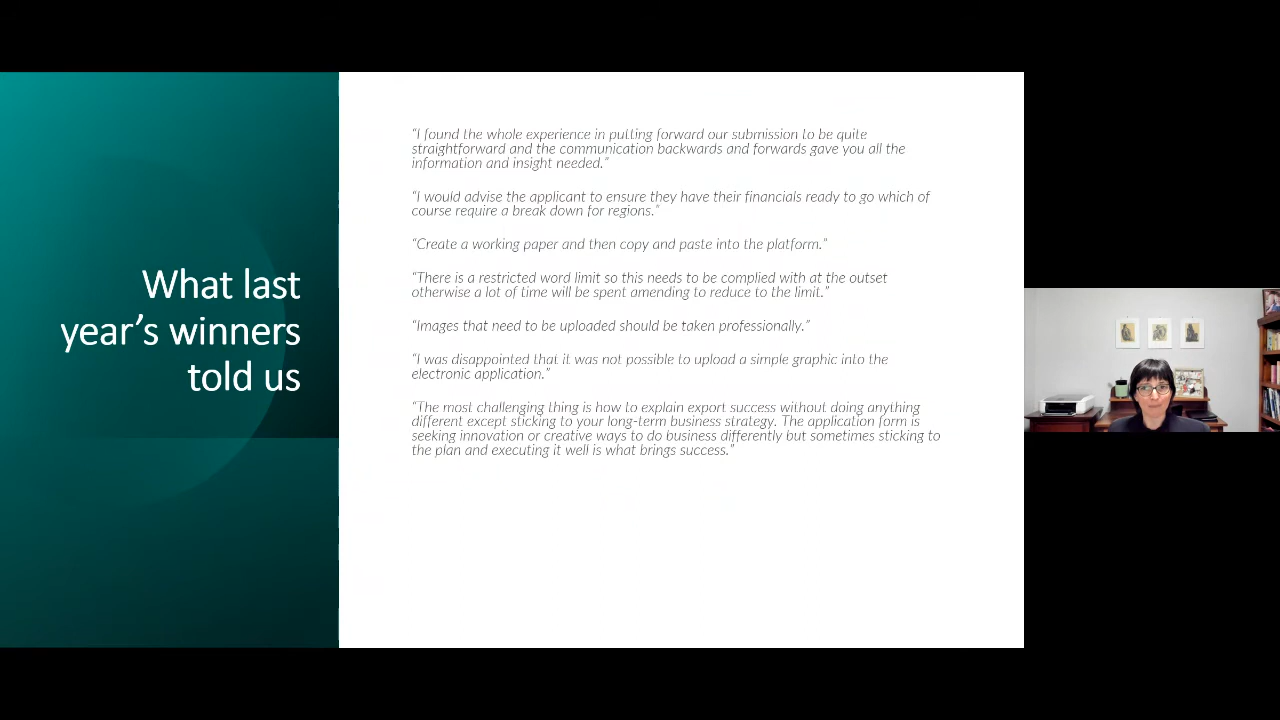 What last
year’s winners
told us
“I found the whole experience in putting forward our submission to be quite
straightforward and the communication backwards and forwards gave you all the
information and insight needed.”
“I would advise the applicant to ensure they have their financials ready to go which of
course require a break down for regions.”
“Create a working paper and then copy and paste into the platform.”
“There is a restricted word limit so this needs to be complied with at the outset
otherwise a lot of time will be spent amending to reduce to the limit.”
“Images that need to be uploaded should be taken professionally.”
“I was disappointed that it was not possible to upload a simple graphic into the
electronic application.”
“The most challenging thing is how to explain export success without doing anything
different except sticking to your long-term business strategy. The application form is
seeking innovation or creative ways to do business differently but sometimes sticking to
the plan and executing it well is what brings success.”